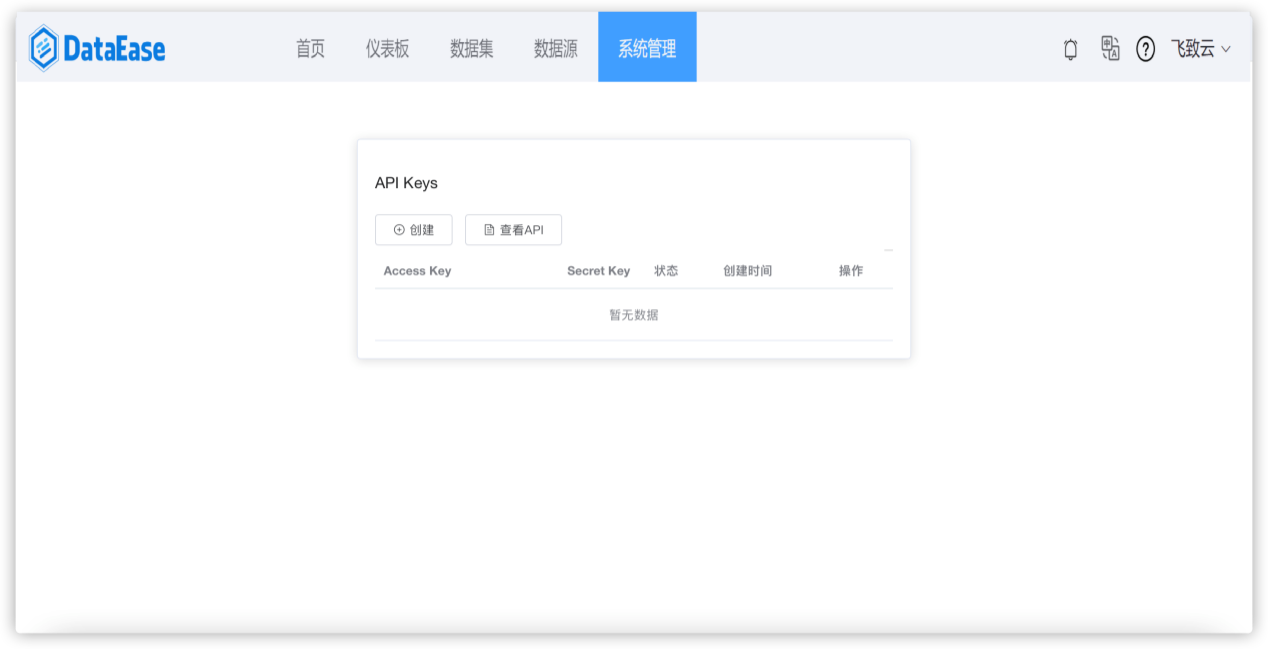 DataEase 首页 仪表板 数据集 数据源 系统管理 飞致云
API Keys
创建 查看API
Access Key Secret Key 状态 创建时间 操作
暂无数据